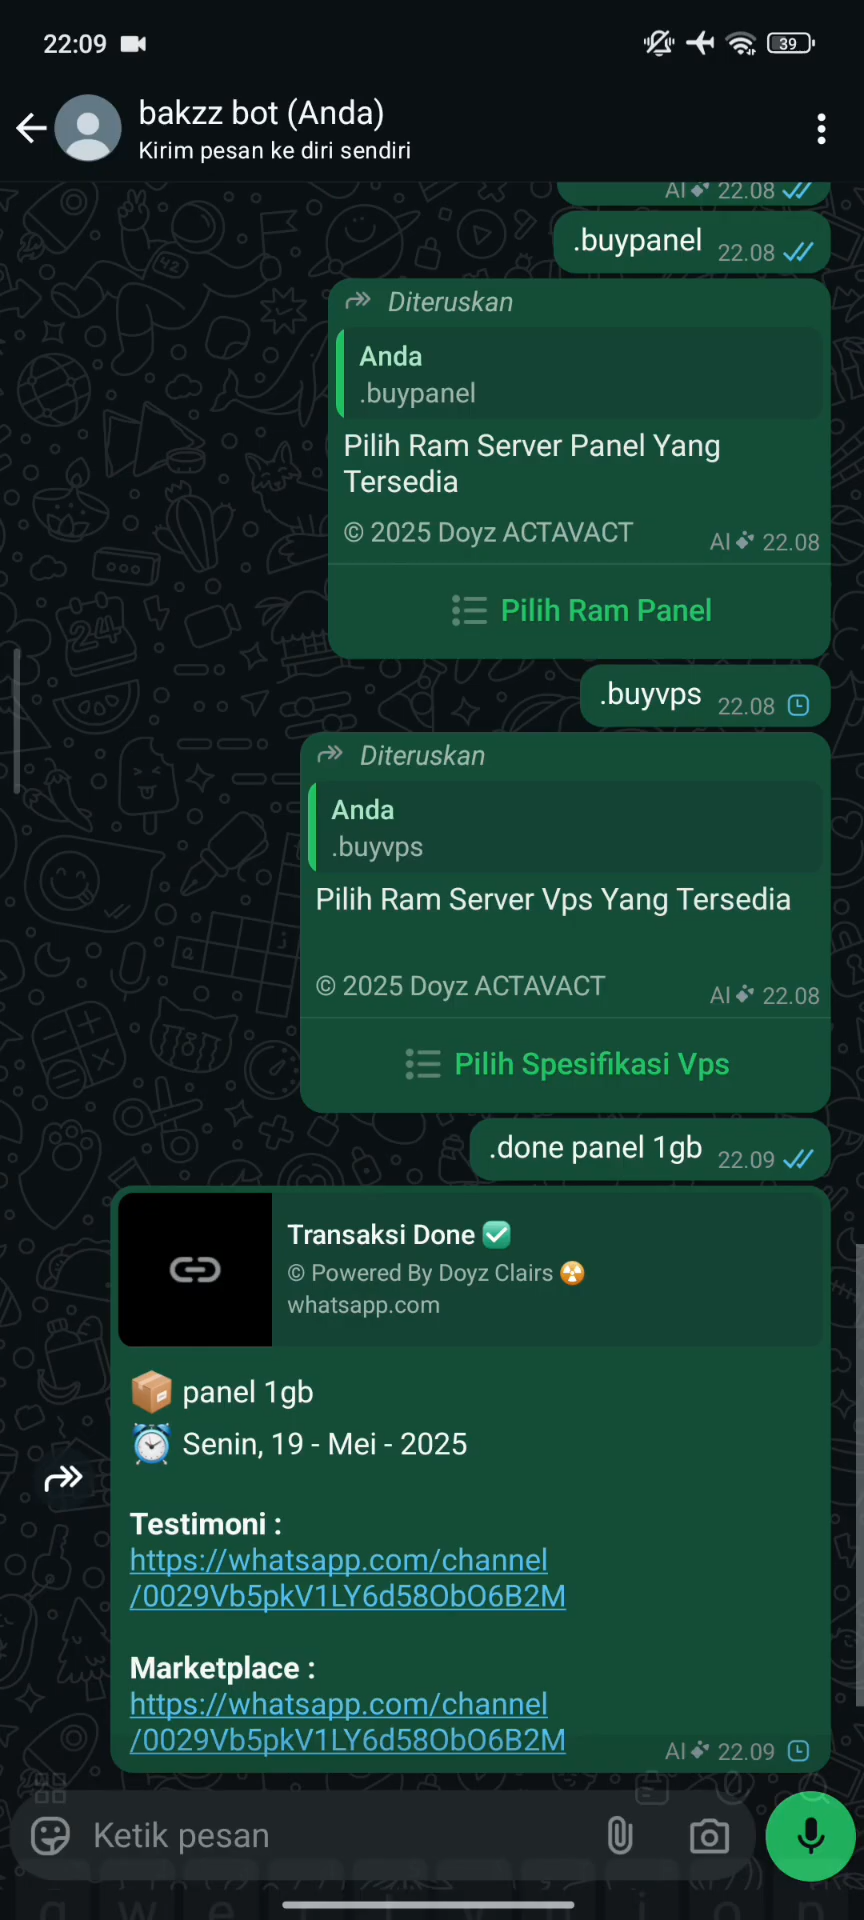 22:09
39
bakzz bot (Anda)
Kirim pesan ke diri sendiri
AI 22.08
.buypanel 22.08
Diteruskan
Anda
.buypanel
Pilih Ram Server Panel Yang
Tersedia
© 2025 Doyz ACTAVACT
AI 22.08
Pilih Ram Panel
.buyvps 22.08
Diteruskan
Anda
.buyvps
Pilih Ram Server Vps Yang Tersedia
© 2025 Doyz ACTAVACT
AI 22.08
Pilih Spesifikasi Vps
.done panel 1gb 22.09
Transaksi Done ✅
© Powered By Doyz Clairs ☢️
whatsapp.com
📦 panel 1gb
⏰ Senin, 19 - Mei - 2025
Testimoni :
https://whatsapp.com/channel
/0029Vb5pkV1LY6d58ObO6B2M
Marketplace :
https://whatsapp.com/channel
/0029Vb5pkV1LY6d58ObO6B2M
AI 22.09
Ketik pesan